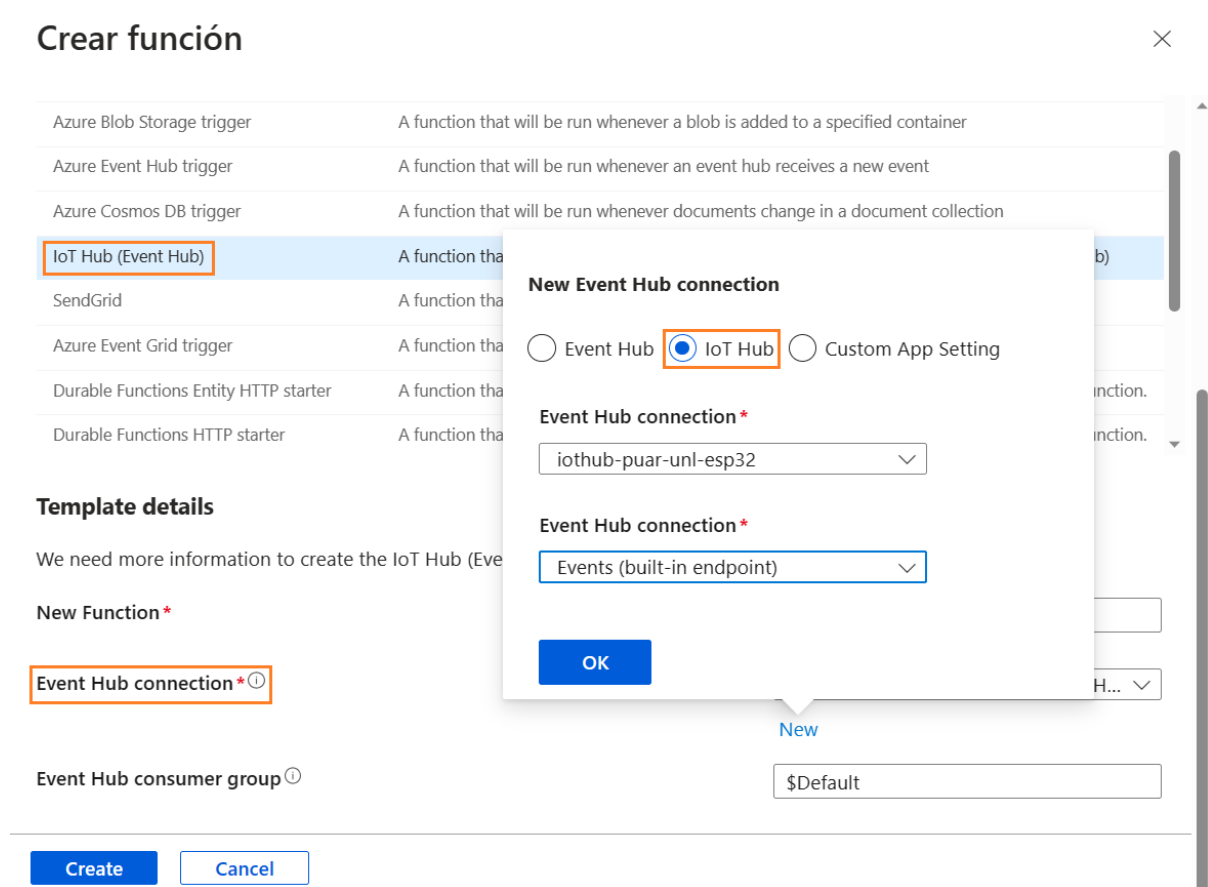 Crear función
Azure Blob Storage trigger A function that will be run whenever a blob is added to a specified container
Azure Event Hub trigger A function that will be run whenever an event hub receives a new event
Azure Cosmos DB trigger A function that will be run whenever documents change in a document collection
IoT Hub (Event Hub) A function tha b)
SendGrid A function tha
Azure Event Grid trigger A function tha
Durable Functions Entity HTTP starter A function tha nction.
Durable Functions HTTP starter A function tha nction.
New Event Hub connection
Event Hub IoT Hub Custom App Setting
Event Hub connection*
iothub-puar-unl-esp32
Event Hub connection*
Events (built-in endpoint)
OK
Template details
We need more information to create the IoT Hub (Eve
New Function*
Event Hub connection* H...
New
Event Hub consumer group $Default
Create Cancel